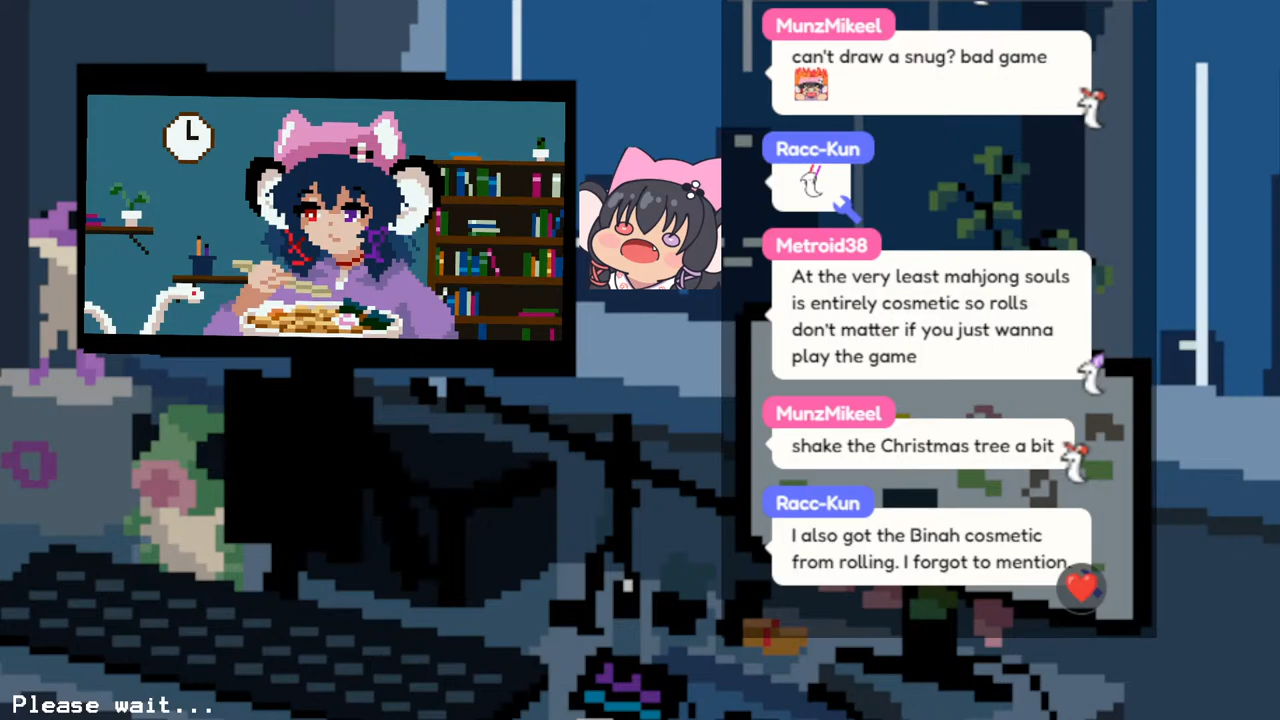 MunzMikeel
can't draw a snug? bad game
Racc-Kun
Metroid38
At the very least mahjong souls
is entirely cosmetic so rolls
don't matter if you just wanna
play the game
MunzMikeel
shake the Christmas tree a bit
Racc-Kun
I also got the Binah cosmetic
from rolling. I forgot to mention
Please wait...